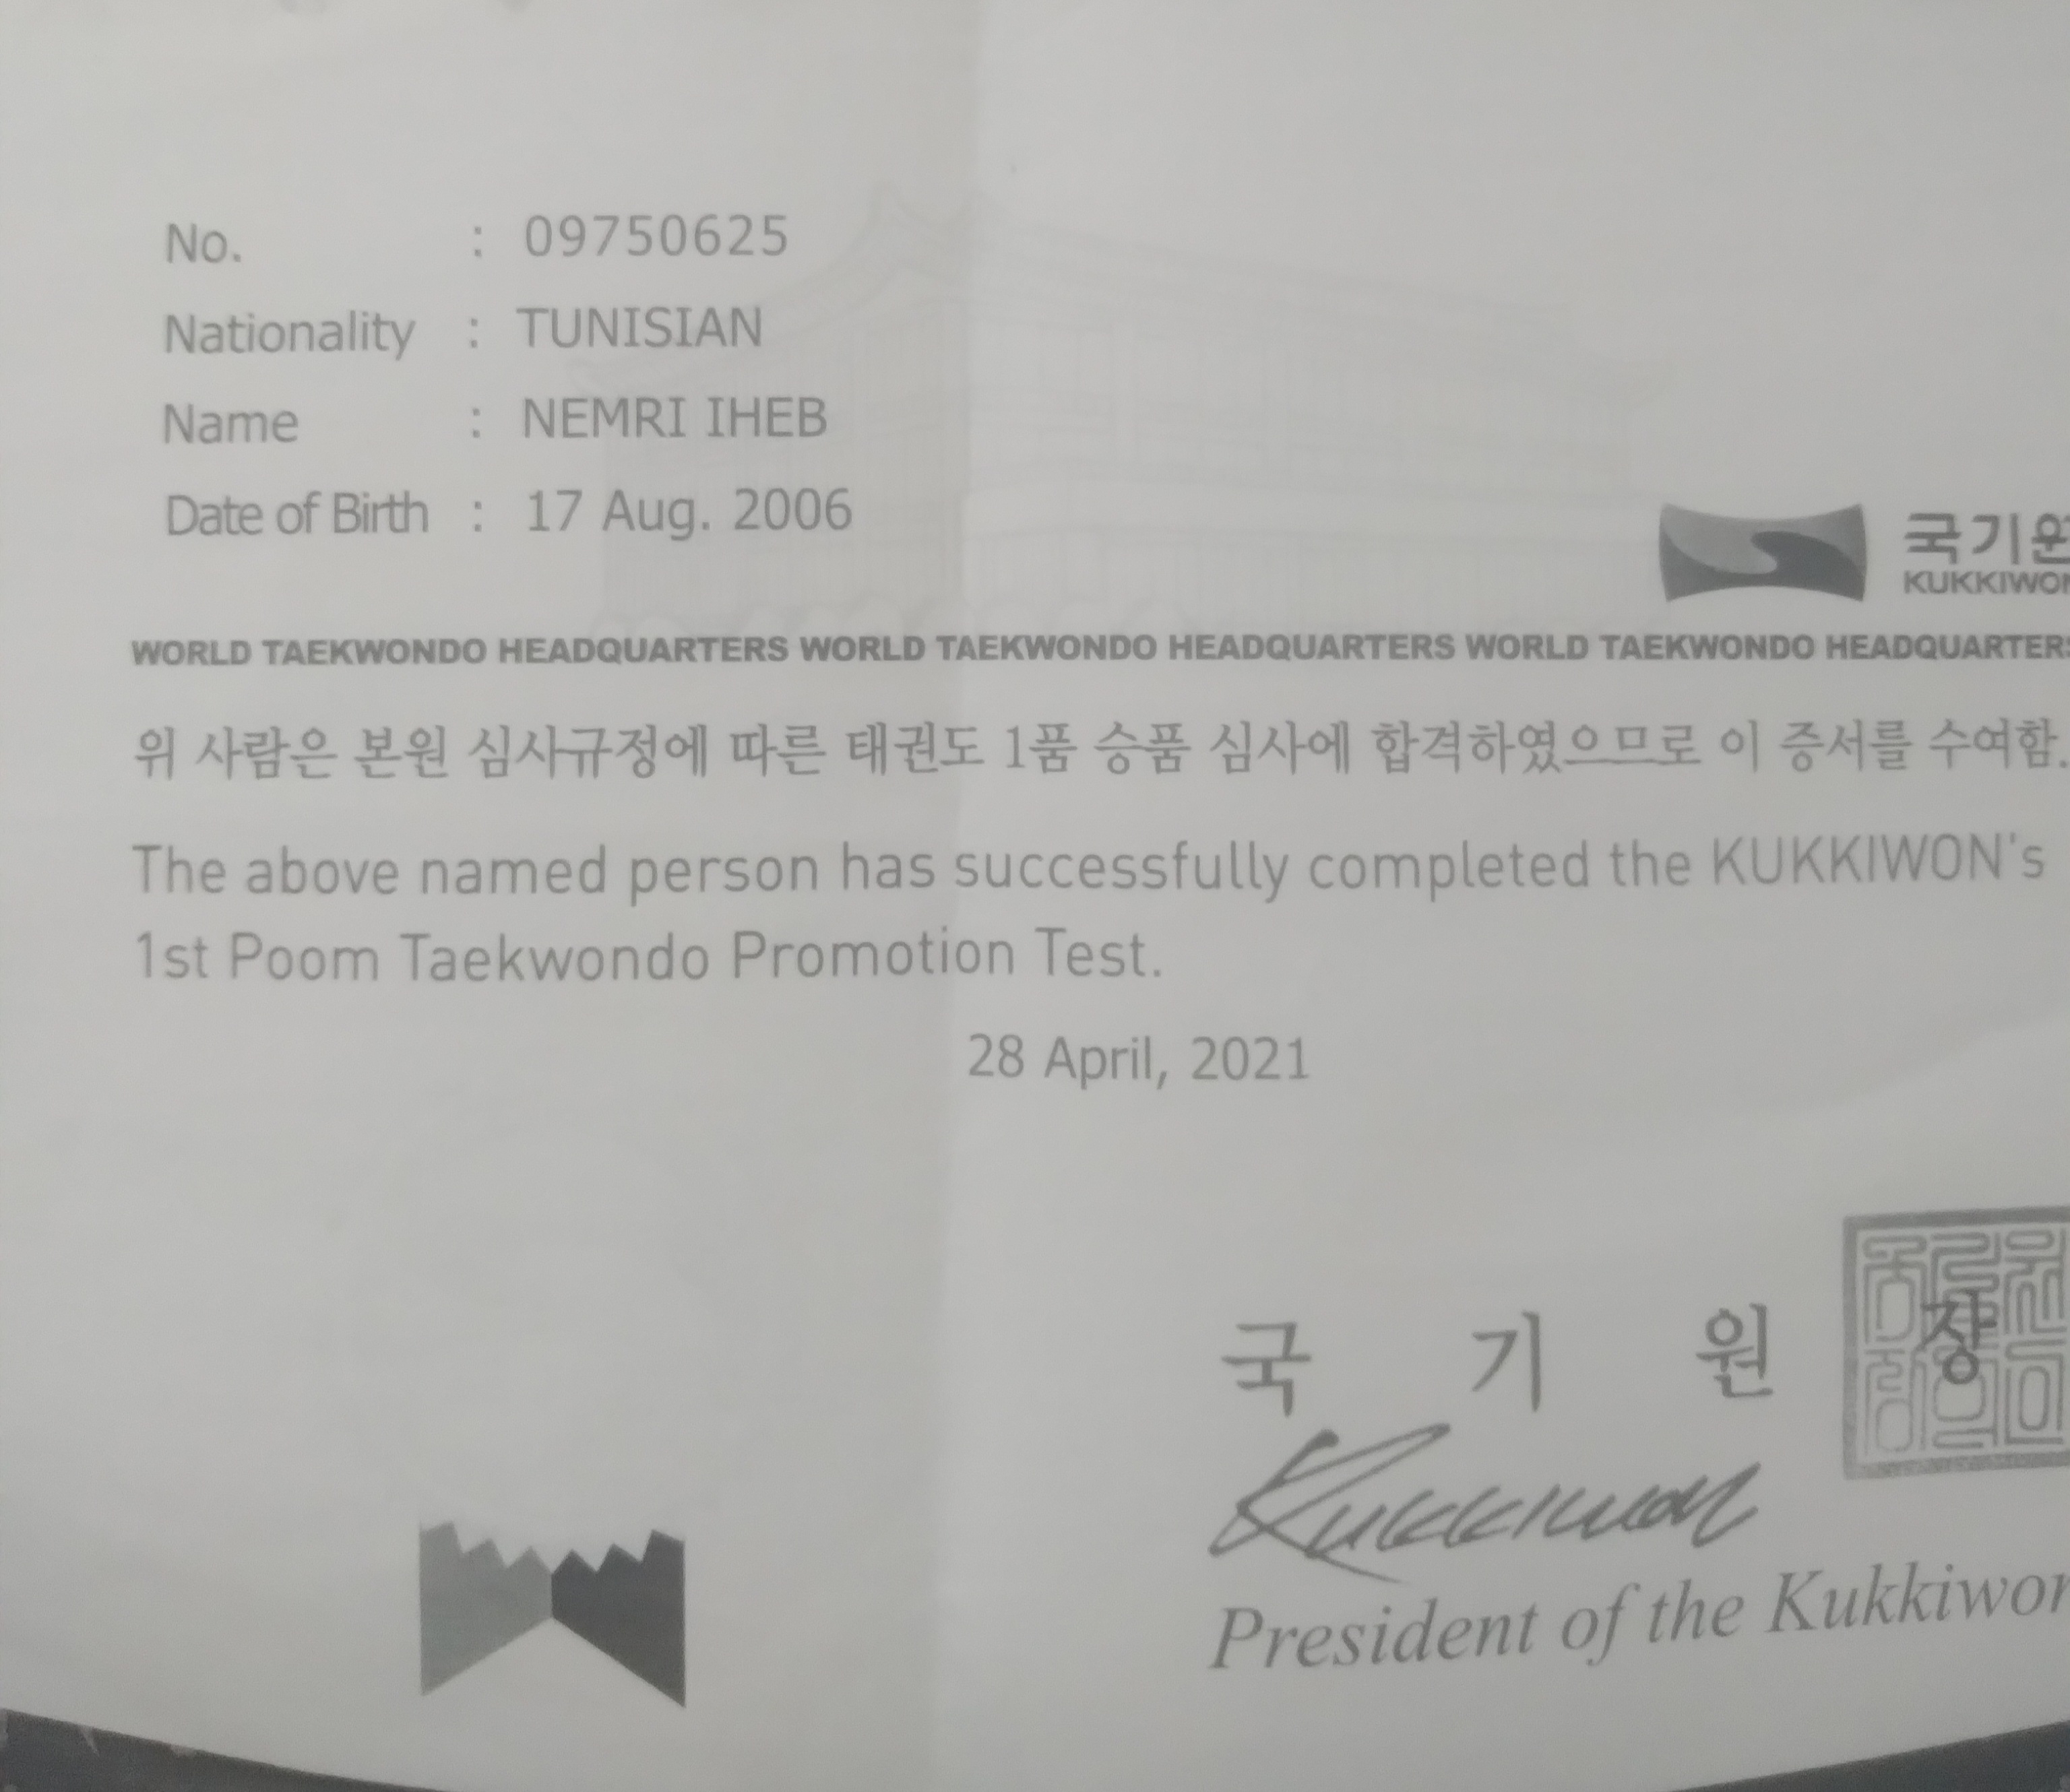 No. : 09750625
Nationality : TUNISIAN
Name : NEMRI IHEB
Date of Birth : 17 Aug. 2006
국기원
KUKKIWON
WORLD TAEKWONDO HEADQUARTERS WORLD TAEKWONDO HEADQUARTERS WORLD TAEKWONDO HEADQUARTERS
위 사람은 본원 심사규정에 따른 태권도 1품 승품 심사에 합격하였으므로 이 증서를 수여함.
The above named person has successfully completed the KUKKIWON's
1st Poom Taekwondo Promotion Test.
28 April, 2021
국 기 원 장
Kukkiwon
President of the Kukkiwon